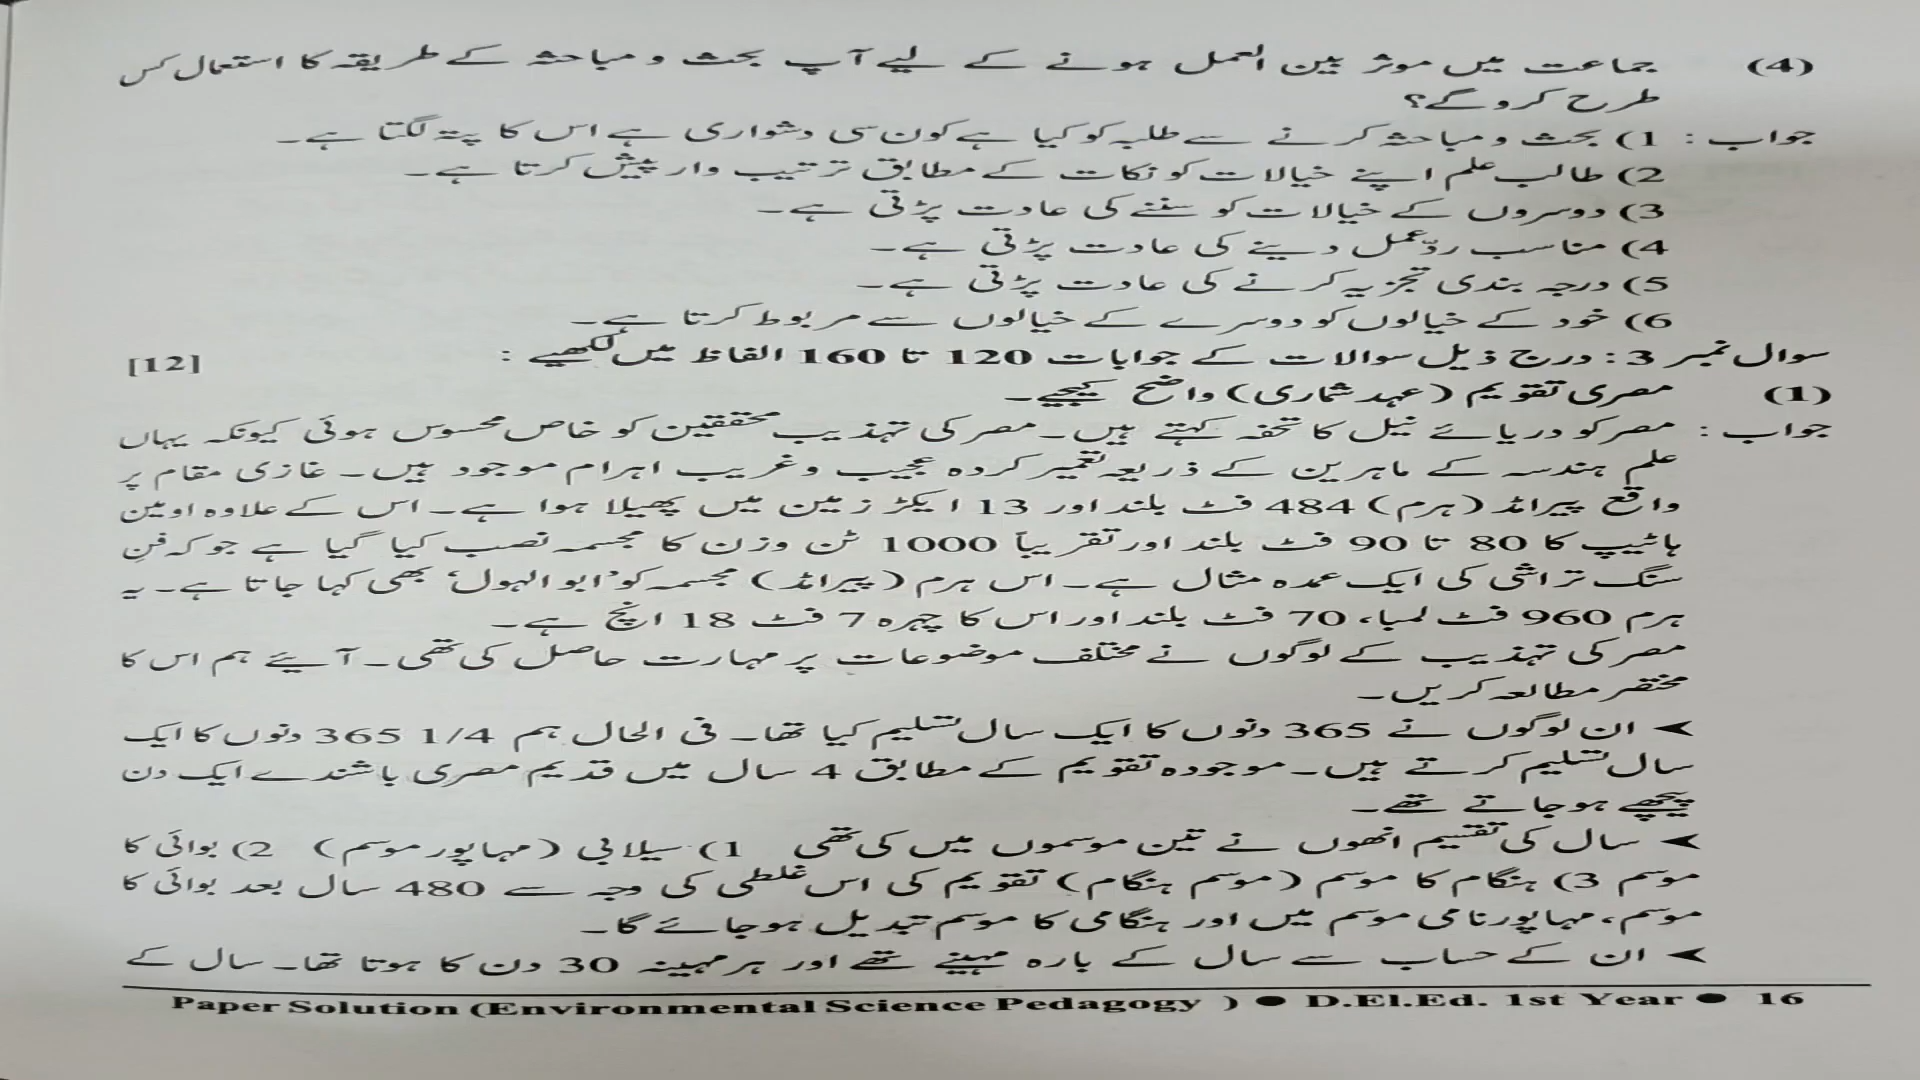 (4) جماعت میں موثر بین العمل ہونے کے لیے آپ بحث و مباحثہ کے طریقہ کا استعمال کس
طرح کرو گے؟
جواب : 1) بحث و مباحثہ کرنے سے طلبہ کو کیا ہے کون سی دشواری ہے اس کا پتہ لگتا ہے۔
2) طالب علم اپنے خیالات کو نکات کے مطابق ترتیب وار پیش کرتا ہے۔
3) دوسروں کے خیالات کو سننے کی عادت پڑتی ہے۔
4) مناسب ردّعمل دینے کی عادت پڑتی ہے۔
5) درجہ بندی تجزیہ کرنے کی عادت پڑتی ہے۔
6) خود کے خیالوں کو دوسرے کے خیالوں سے مربوط کرتا ہے۔
سوال نمبر 3 : درج ذیل سوالات کے جوابات 120 تا 160 الفاظ میں لکھیے : [12]
(1) مصری تقویم (عہد شماری) واضح کیجیے۔
جواب : مصر کو دریائے نیل کا تحفہ کہتے ہیں۔ مصر کی تہذیب محققین کو خاص محسوس ہوئی کیونکہ یہاں
علم ہندسہ کے ماہرین کے ذریعہ تعمیر کردہ عجیب و غریب اہرام موجود ہیں۔ غازی مقام پر
واقع پیراڈ (ہرم) 484 فٹ بلند اور 13 ایکڑ زمین میں پھیلا ہوا ہے۔ اس کے علاوہ اومین
ہاٹیپ کا 80 تا 90 فٹ بلند اور تقریباً 1000 ٹن وزن کا مجسمہ نصب کیا گیا ہے جو کہ فنِ
سنگ تراشی کی ایک عمدہ مثال ہے۔ اس ہرم (پیراڈ) مجسمہ کو 'ابو الہول' بھی کہا جاتا ہے۔ یہ
ہرم 960 فٹ لمبا، 70 فٹ بلند اور اس کا چہرہ 7 فٹ 18 انچ ہے۔
مصر کی تہذیب کے لوگوں نے مختلف موضوعات پر مہارت حاصل کی تھی۔ آیئے ہم اس کا
مختصر مطالعہ کریں۔
➤ ان لوگوں نے 365 دنوں کا ایک سال تسلیم کیا تھا۔ فی الحال ہم 365 1/4 دنوں کا ایک
سال تسلیم کرتے ہیں۔ موجودہ تقویم کے مطابق 4 سال میں قدیم مصری باشندے ایک دن
پیچھے ہو جاتے تھے۔
➤ سال کی تقسیم انھوں نے تین موسموں میں کی تھی 1) سیلابی (مہاپور موسم) 2) بوائی کا
موسم 3) ہنگام کا موسم (موسم ہنگام) تقویم کی اس غلطی کی وجہ سے 480 سال بعد بوائی کا
موسم، مہاپور نامی موسم میں اور ہنگامی کا موسم تبدیل ہو جائے گا۔
➤ ان کے حساب سے سال کے بارہ مہینے تھے اور ہر مہینہ 30 دن کا ہوتا تھا۔ سال کے
Paper Solution (Environmental Science Pedagogy ) ● D.El.Ed. 1st Year ● 16